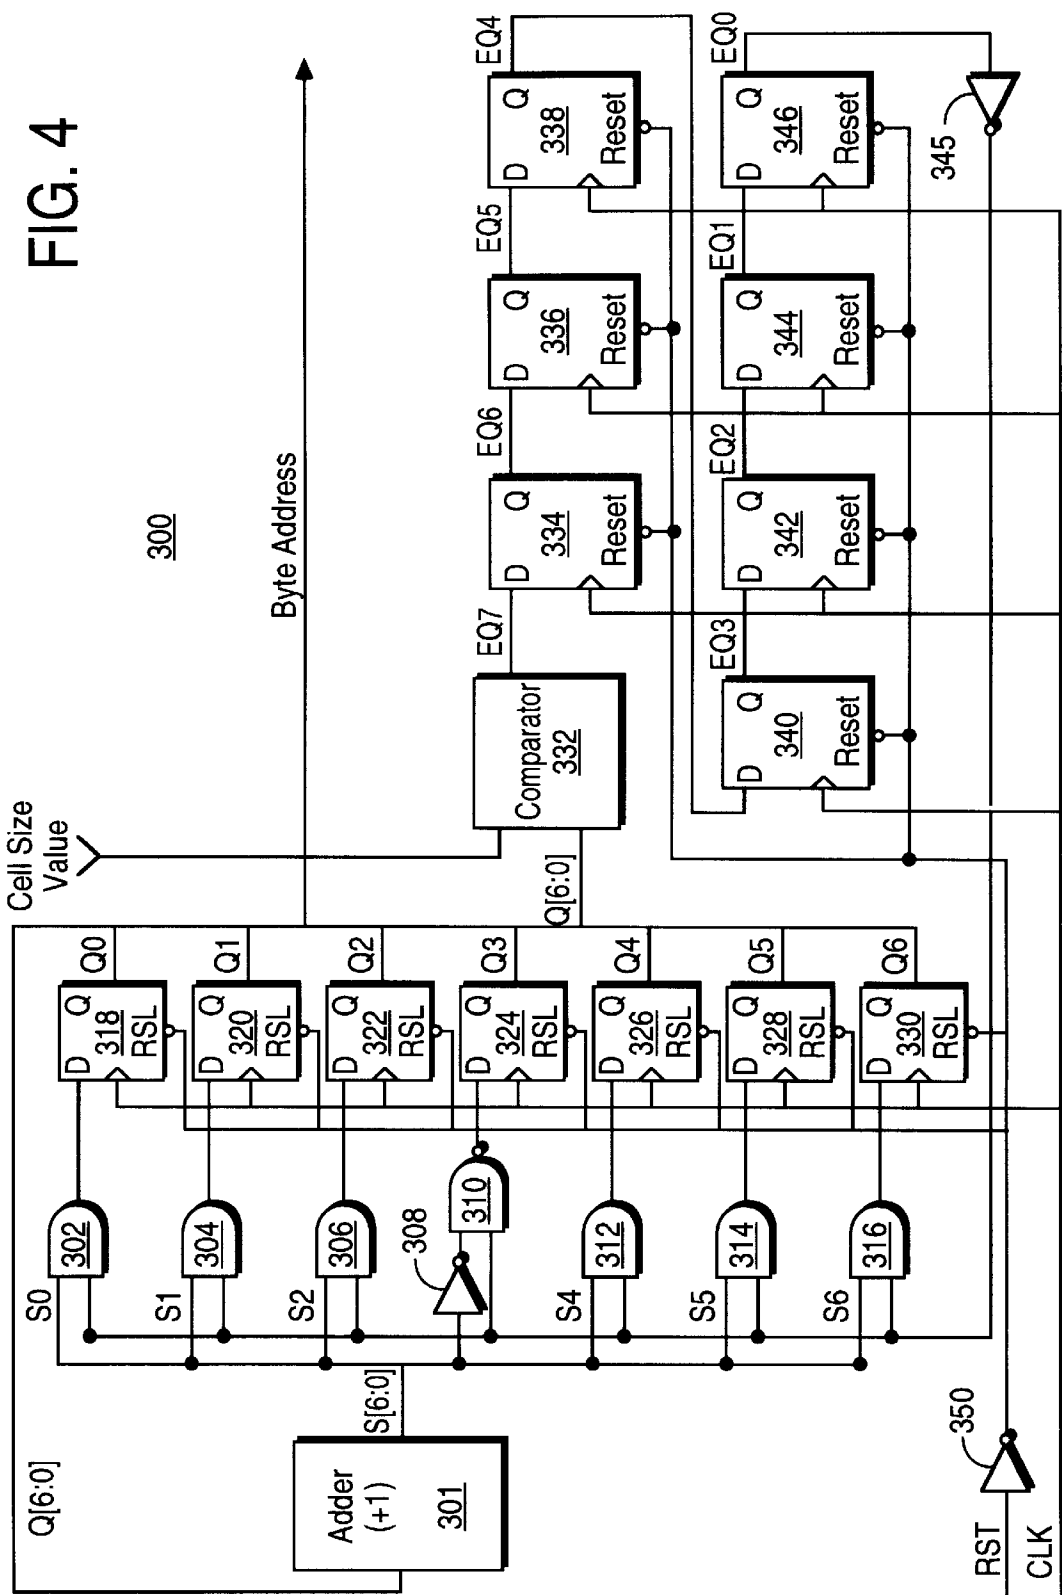 FIG. 4
300
Cell Size
Value
Byte Address
Q[6:0]
Adder
(+1)
301
S[6:0]
S0
302
D Q
318
RSL
Q0
S1
304
D Q
320
RSL
Q1
S2
306
D Q
322
RSL
Q2
308
310
D Q
324
RSL
Q3
S4
312
D Q
326
RSL
Q4
S5
314
D Q
328
RSL
Q5
S6
316
D Q
330
RSL
Q6
Q[6:0]
Comparator
332
EQ7
D Q
334
Reset
EQ6
D Q
336
Reset
EQ5
D Q
338
Reset
EQ4
D Q
340
Reset
EQ3
D Q
342
Reset
EQ2
D Q
344
Reset
EQ1
D Q
346
Reset
EQ0
345
350
RST
CLK